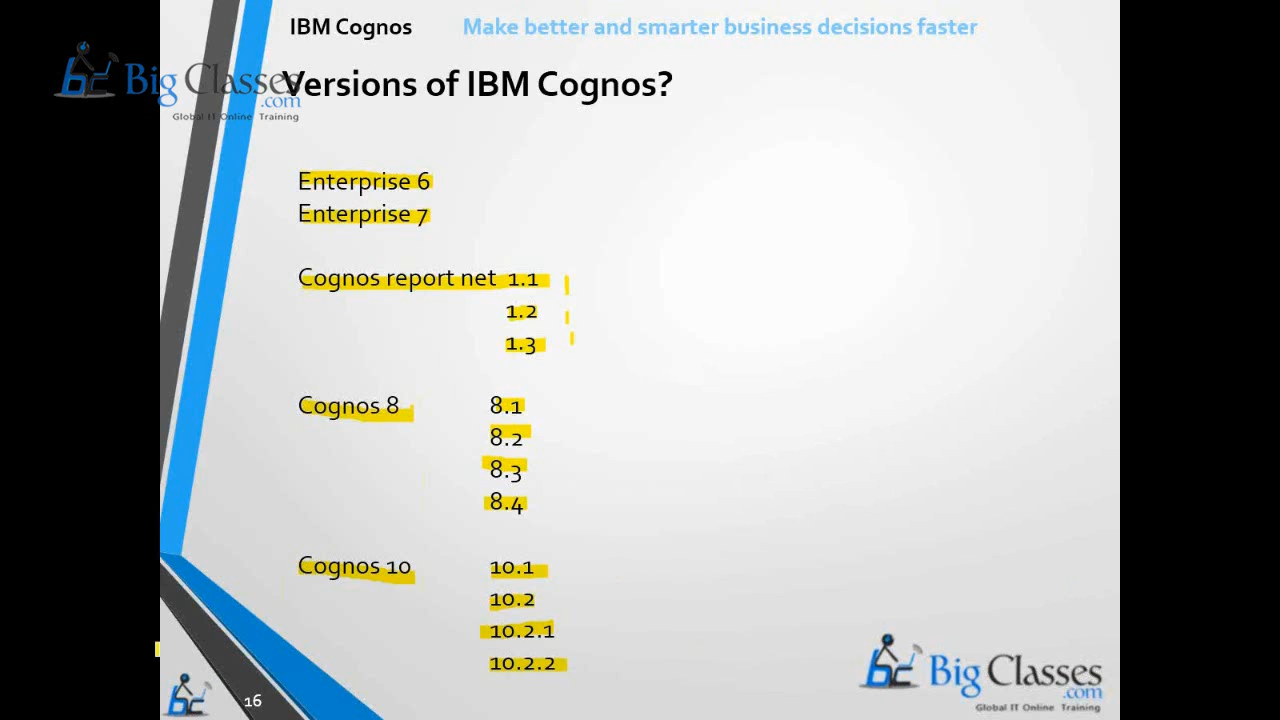 IBM Cognos Make better and smarter business decisions faster
Big Classes
.com
Global IT Online Training
Versions of IBM Cognos?
Enterprise 6
Enterprise 7
Cognos report net 1.1
1.2
1.3
Cognos 8 8.1
8.2
8.3
8.4
Cognos 10 10.1
10.2
10.2.1
10.2.2
16
Big Classes
.com
Global IT Online Training